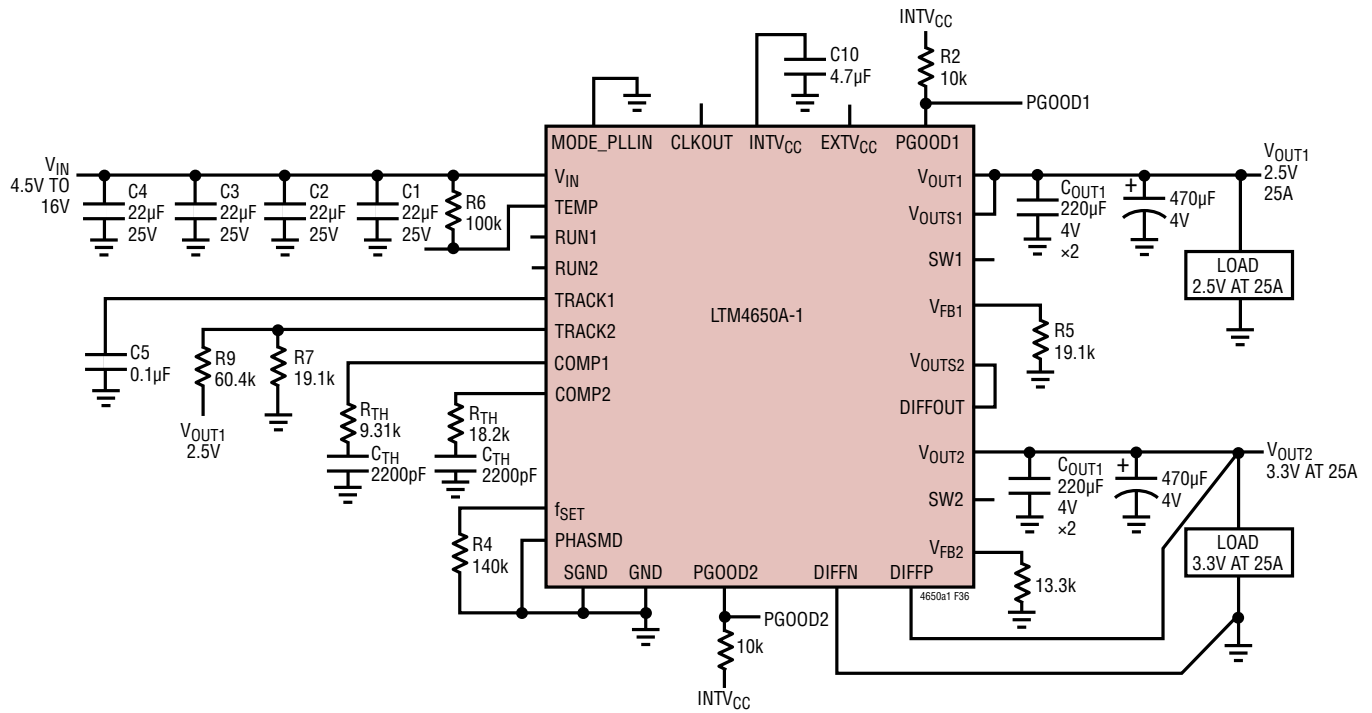 INTVCC
C10
4.7µF
R2
10k
PGOOD1
MODE_PLLIN
CLKOUT
INTVCC
EXTVCC
PGOOD1
VIN
4.5V TO
16V
C4
22µF
25V
C3
22µF
25V
C2
22µF
25V
C1
22µF
25V
R6
100k
VIN
TEMP
RUN1
RUN2
TRACK1
TRACK2
COMP1
COMP2
fSET
PHASMD
SGND
GND
PGOOD2
DIFFN
DIFFP
LTM4650A-1
VOUT1
VOUTS1
SW1
VFB1
VOUTS2
DIFFOUT
VOUT2
SW2
VFB2
4650a1 F36
COUT1
220µF
4V
×2
+
470µF
4V
VOUT1
2.5V
25A
LOAD
2.5V AT 25A
R5
19.1k
C5
0.1µF
R9
60.4k
R7
19.1k
VOUT1
2.5V
RTH
9.31k
CTH
2200pF
RTH
18.2k
CTH
2200pF
R4
140k
COUT1
220µF
4V
×2
+
470µF
4V
VOUT2
3.3V AT 25A
LOAD
3.3V AT 25A
13.3k
PGOOD2
10k
INTVCC